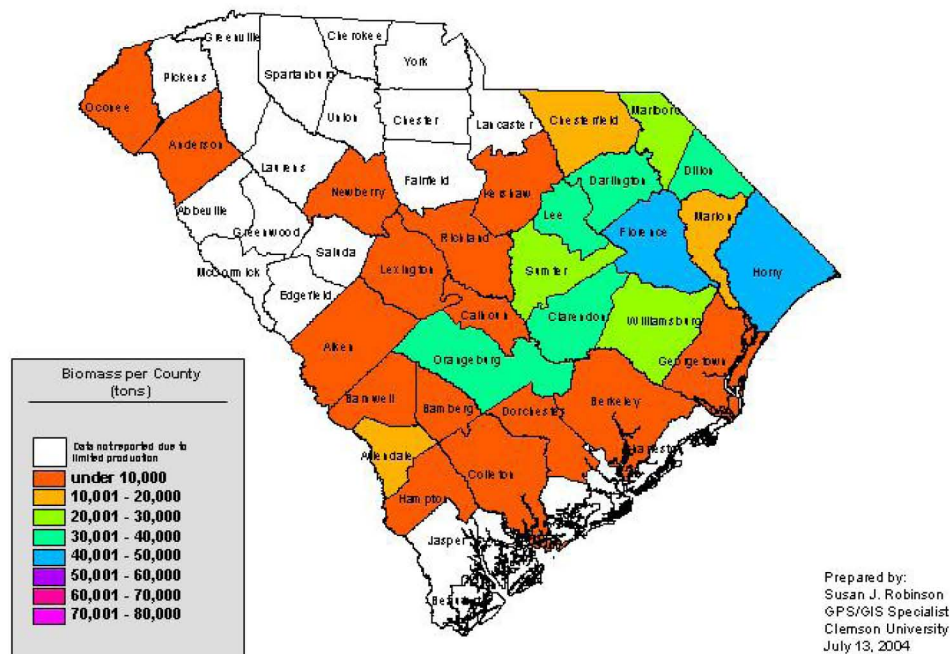 Greenville
Cherokee
York
Pickens
Spartanburg
Oconee
Union
Chester
Lancaster
Chesterfield
Marlboro
Anderson
Laurens
Dillon
Newberry
Fairfield
Kershaw
Darlington
Abbeville
Lee
Greenwood
Richland
Florence
Marion
Saluda
McCormick
Lexington
Sumter
Horry
Edgefield
Calhoun
Clarendon
Williamsburg
Aiken
Orangeburg
Georgetown
Barnwell
Bamberg
Dorchester
Berkeley
Charleston
Allendale
Colleton
Hampton
Jasper
Beaufort
Biomass per County
(tons)
Data not reported due to
limited production
under 10,000
10,001 - 20,000
20,001 - 30,000
30,001 - 40,000
40,001 - 50,000
50,001 - 60,000
60,001 - 70,000
70,001 - 80,000
Prepared by:
Susan J. Robinson
GPS/GIS Specialist
Clemson University
July 13, 2004